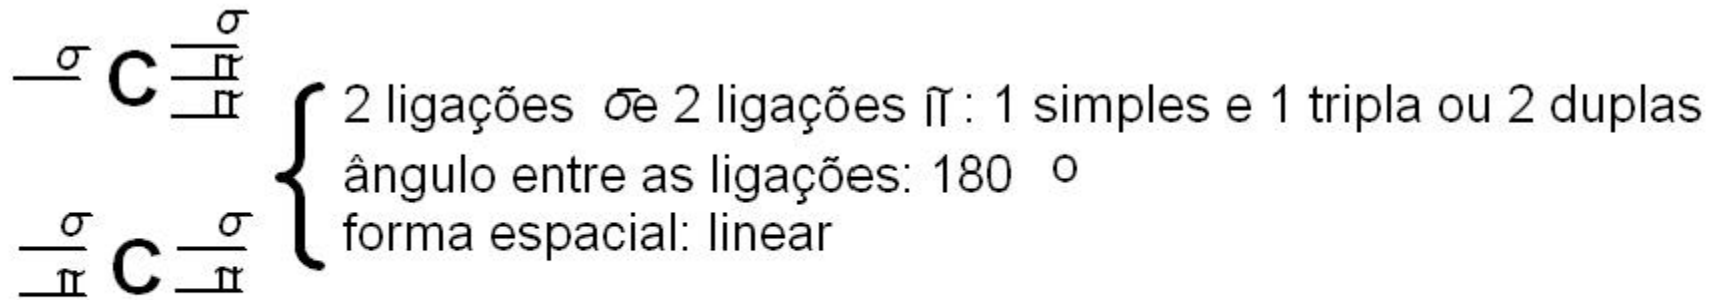 σ C σ π π
2 ligações σ e 2 ligações π : 1 simples e 1 tripla ou 2 duplas
ângulo entre as ligações: 180 º
forma espacial: linear
σ π C σ π